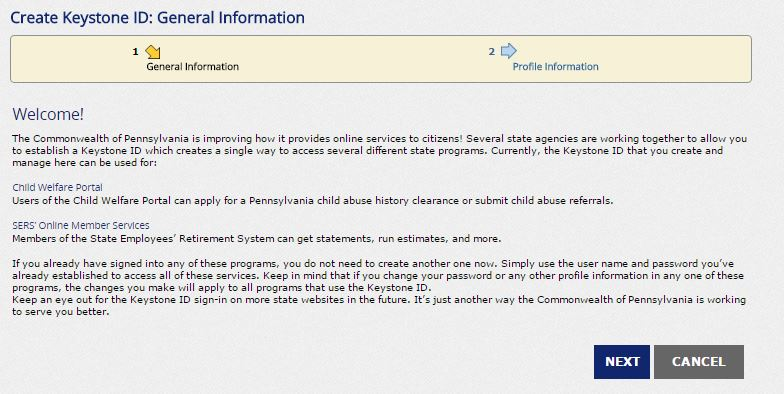 Create Keystone ID: General Information
1
General Information
2
Profile Information
Welcome!
The Commonwealth of Pennsylvania is improving how it provides online services to citizens! Several state agencies are working together to allow you
to establish a Keystone ID which creates a single way to access several different state programs. Currently, the Keystone ID that you create and
manage here can be used for:
Child Welfare Portal
Users of the Child Welfare Portal can apply for a Pennsylvania child abuse history clearance or submit child abuse referrals.
SERS' Online Member Services
Members of the State Employees' Retirement System can get statements, run estimates, and more.
If you already have signed into any of these programs, you do not need to create another one now. Simply use the user name and password you've
already established to access all of these services. Keep in mind that if you change your password or any other profile information in any one of these
programs, the changes you make will apply to all programs that use the Keystone ID.
Keep an eye out for the Keystone ID sign-in on more state websites in the future. It's just another way the Commonwealth of Pennsylvania is working
to serve you better.
NEXT
CANCEL